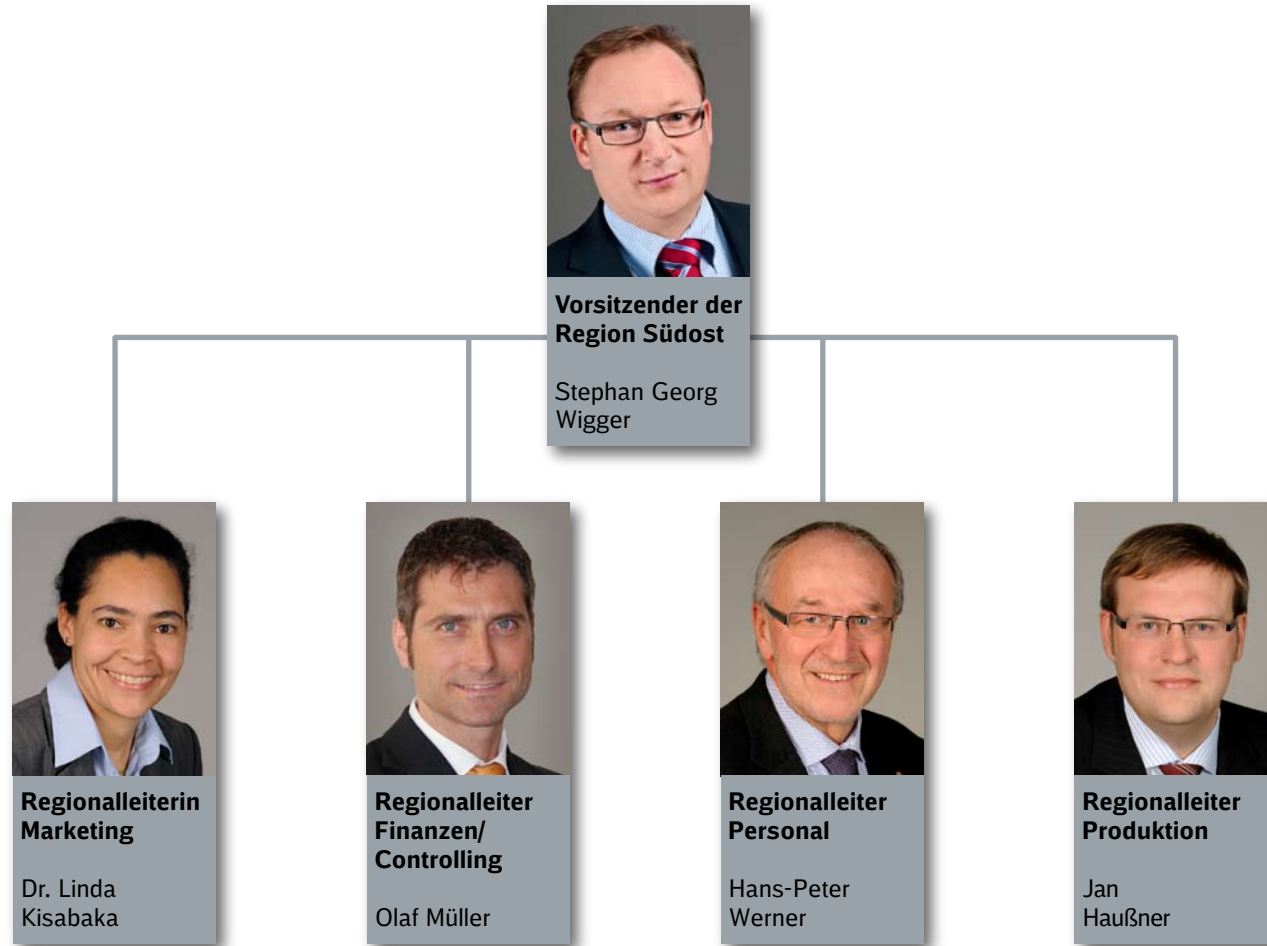 Vorsitzender der
Region Südost
Stephan Georg
Wigger
Regionalleiterin
Marketing
Dr. Linda
Kisabaka
Regionalleiter
Finanzen/
Controlling
Olaf Müller
Regionalleiter
Personal
Hans-Peter
Werner
Regionalleiter
Produktion
Jan
Haußner